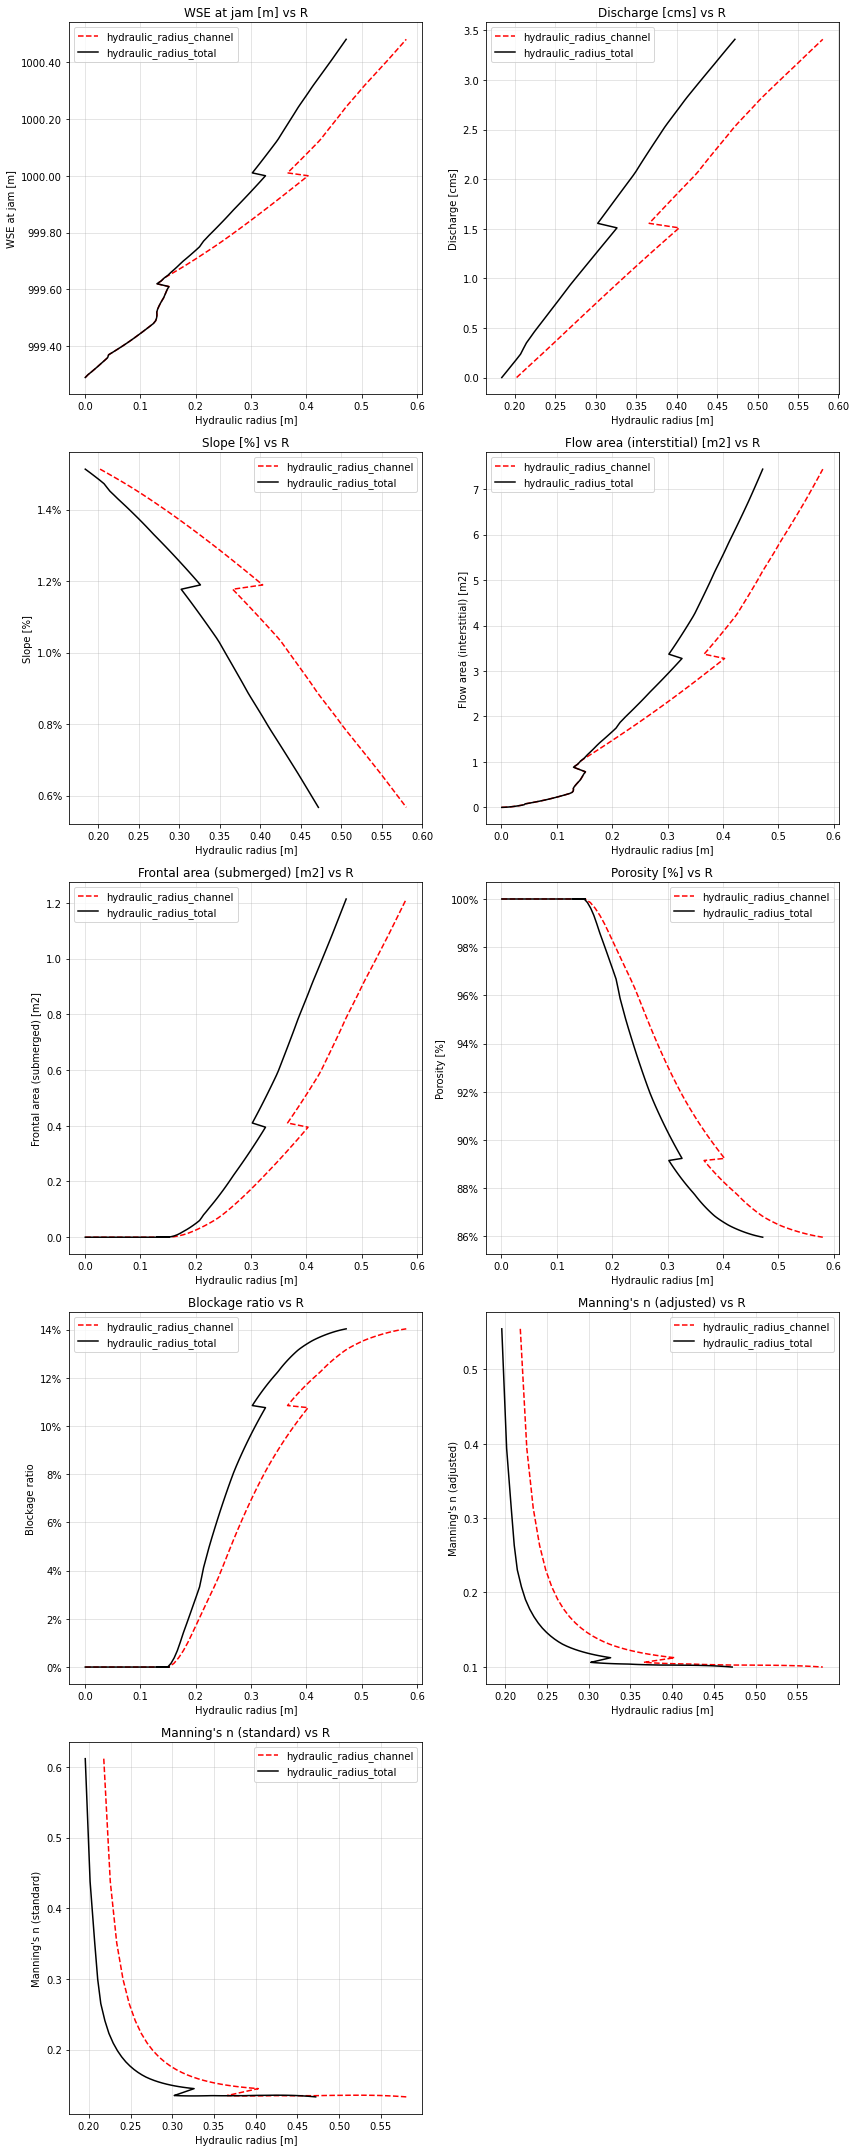 WSE at jam [m] vs R
hydraulic_radius_channel
hydraulic_radius_total
1000.40
1000.20
1000.00
999.80
999.60
999.40
WSE at jam [m]
0.0 0.1 0.2 0.3 0.4 0.5 0.6
Hydraulic radius [m]
Discharge [cms] vs R
hydraulic_radius_channel
hydraulic_radius_total
3.5
3.0
2.5
2.0
1.5
1.0
0.5
0.0
Discharge [cms]
0.20 0.25 0.30 0.35 0.40 0.45 0.50 0.55 0.60
Hydraulic radius [m]
Slope [%] vs R
hydraulic_radius_channel
hydraulic_radius_total
1.4%
1.2%
1.0%
0.8%
0.6%
Slope [%]
0.20 0.25 0.30 0.35 0.40 0.45 0.50 0.55 0.60
Hydraulic radius [m]
Flow area (interstitial) [m2] vs R
hydraulic_radius_channel
hydraulic_radius_total
7
6
5
4
3
2
1
0
Flow area (interstitial) [m2]
0.0 0.1 0.2 0.3 0.4 0.5 0.6
Hydraulic radius [m]
Frontal area (submerged) [m2] vs R
hydraulic_radius_channel
hydraulic_radius_total
1.2
1.0
0.8
0.6
0.4
0.2
0.0
Frontal area (submerged) [m2]
0.0 0.1 0.2 0.3 0.4 0.5 0.6
Hydraulic radius [m]
Porosity [%] vs R
hydraulic_radius_channel
hydraulic_radius_total
100%
98%
96%
94%
92%
90%
88%
86%
Porosity [%]
0.0 0.1 0.2 0.3 0.4 0.5 0.6
Hydraulic radius [m]
Blockage ratio vs R
hydraulic_radius_channel
hydraulic_radius_total
14%
12%
10%
8%
6%
4%
2%
0%
Blockage ratio
0.0 0.1 0.2 0.3 0.4 0.5 0.6
Hydraulic radius [m]
Manning's n (adjusted) vs R
hydraulic_radius_channel
hydraulic_radius_total
0.5
0.4
0.3
0.2
0.1
Manning's n (adjusted)
0.20 0.25 0.30 0.35 0.40 0.45 0.50 0.55
Hydraulic radius [m]
Manning's n (standard) vs R
hydraulic_radius_channel
hydraulic_radius_total
0.6
0.5
0.4
0.3
0.2
Manning's n (standard)
0.20 0.25 0.30 0.35 0.40 0.45 0.50 0.55
Hydraulic radius [m]